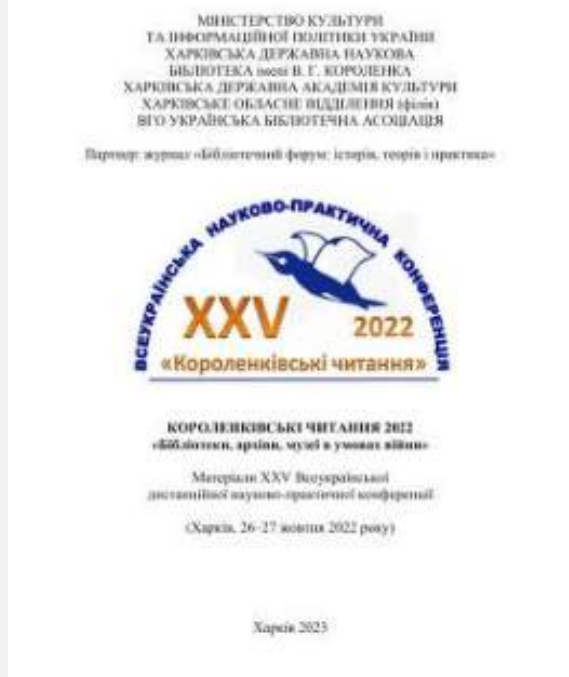 МІНІСТЕРСТВО КУЛЬТУРИ
ТА ІНФОРМАЦІЙНОЇ ПОЛІТИКИ УКРАЇНИ
ХАРКІВСЬКА ДЕРЖАВНА НАУКОВА
БІБЛІОТЕКА імені В. Г. КОРОЛЕНКА
ХАРКІВСЬКА ДЕРЖАВНА АКАДЕМІЯ КУЛЬТУРИ
ХАРКІВСЬКЕ ОБЛАСНЕ ВІДДІЛЕННЯ (філія)
ВГО УКРАЇНСЬКА БІБЛІОТЕЧНА АСОЦІАЦІЯ
Партнер: журнал «Бібліотечний форум: історія, теорія і практика»
ВСЕУКРАЇНСЬКА НАУКОВО-ПРАКТИЧНА КОНФЕРЕНЦІЯ
XXV
2022
«Короленківські читання»
КОРОЛЕНКІВСЬКІ ЧИТАННЯ 2022
«Бібліотеки, архіви, музеї в умовах війни»
Матеріали XXV Всеукраїнської
дистанційної науково-практичної конференції
(Харків, 26–27 жовтня 2022 року)
Харків 2023